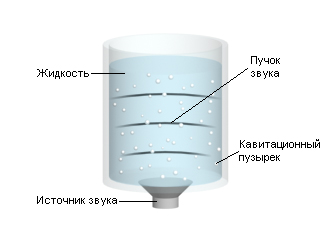 Жидкость
Пучок
звука
Кавитационный
пузырек
Источник звука